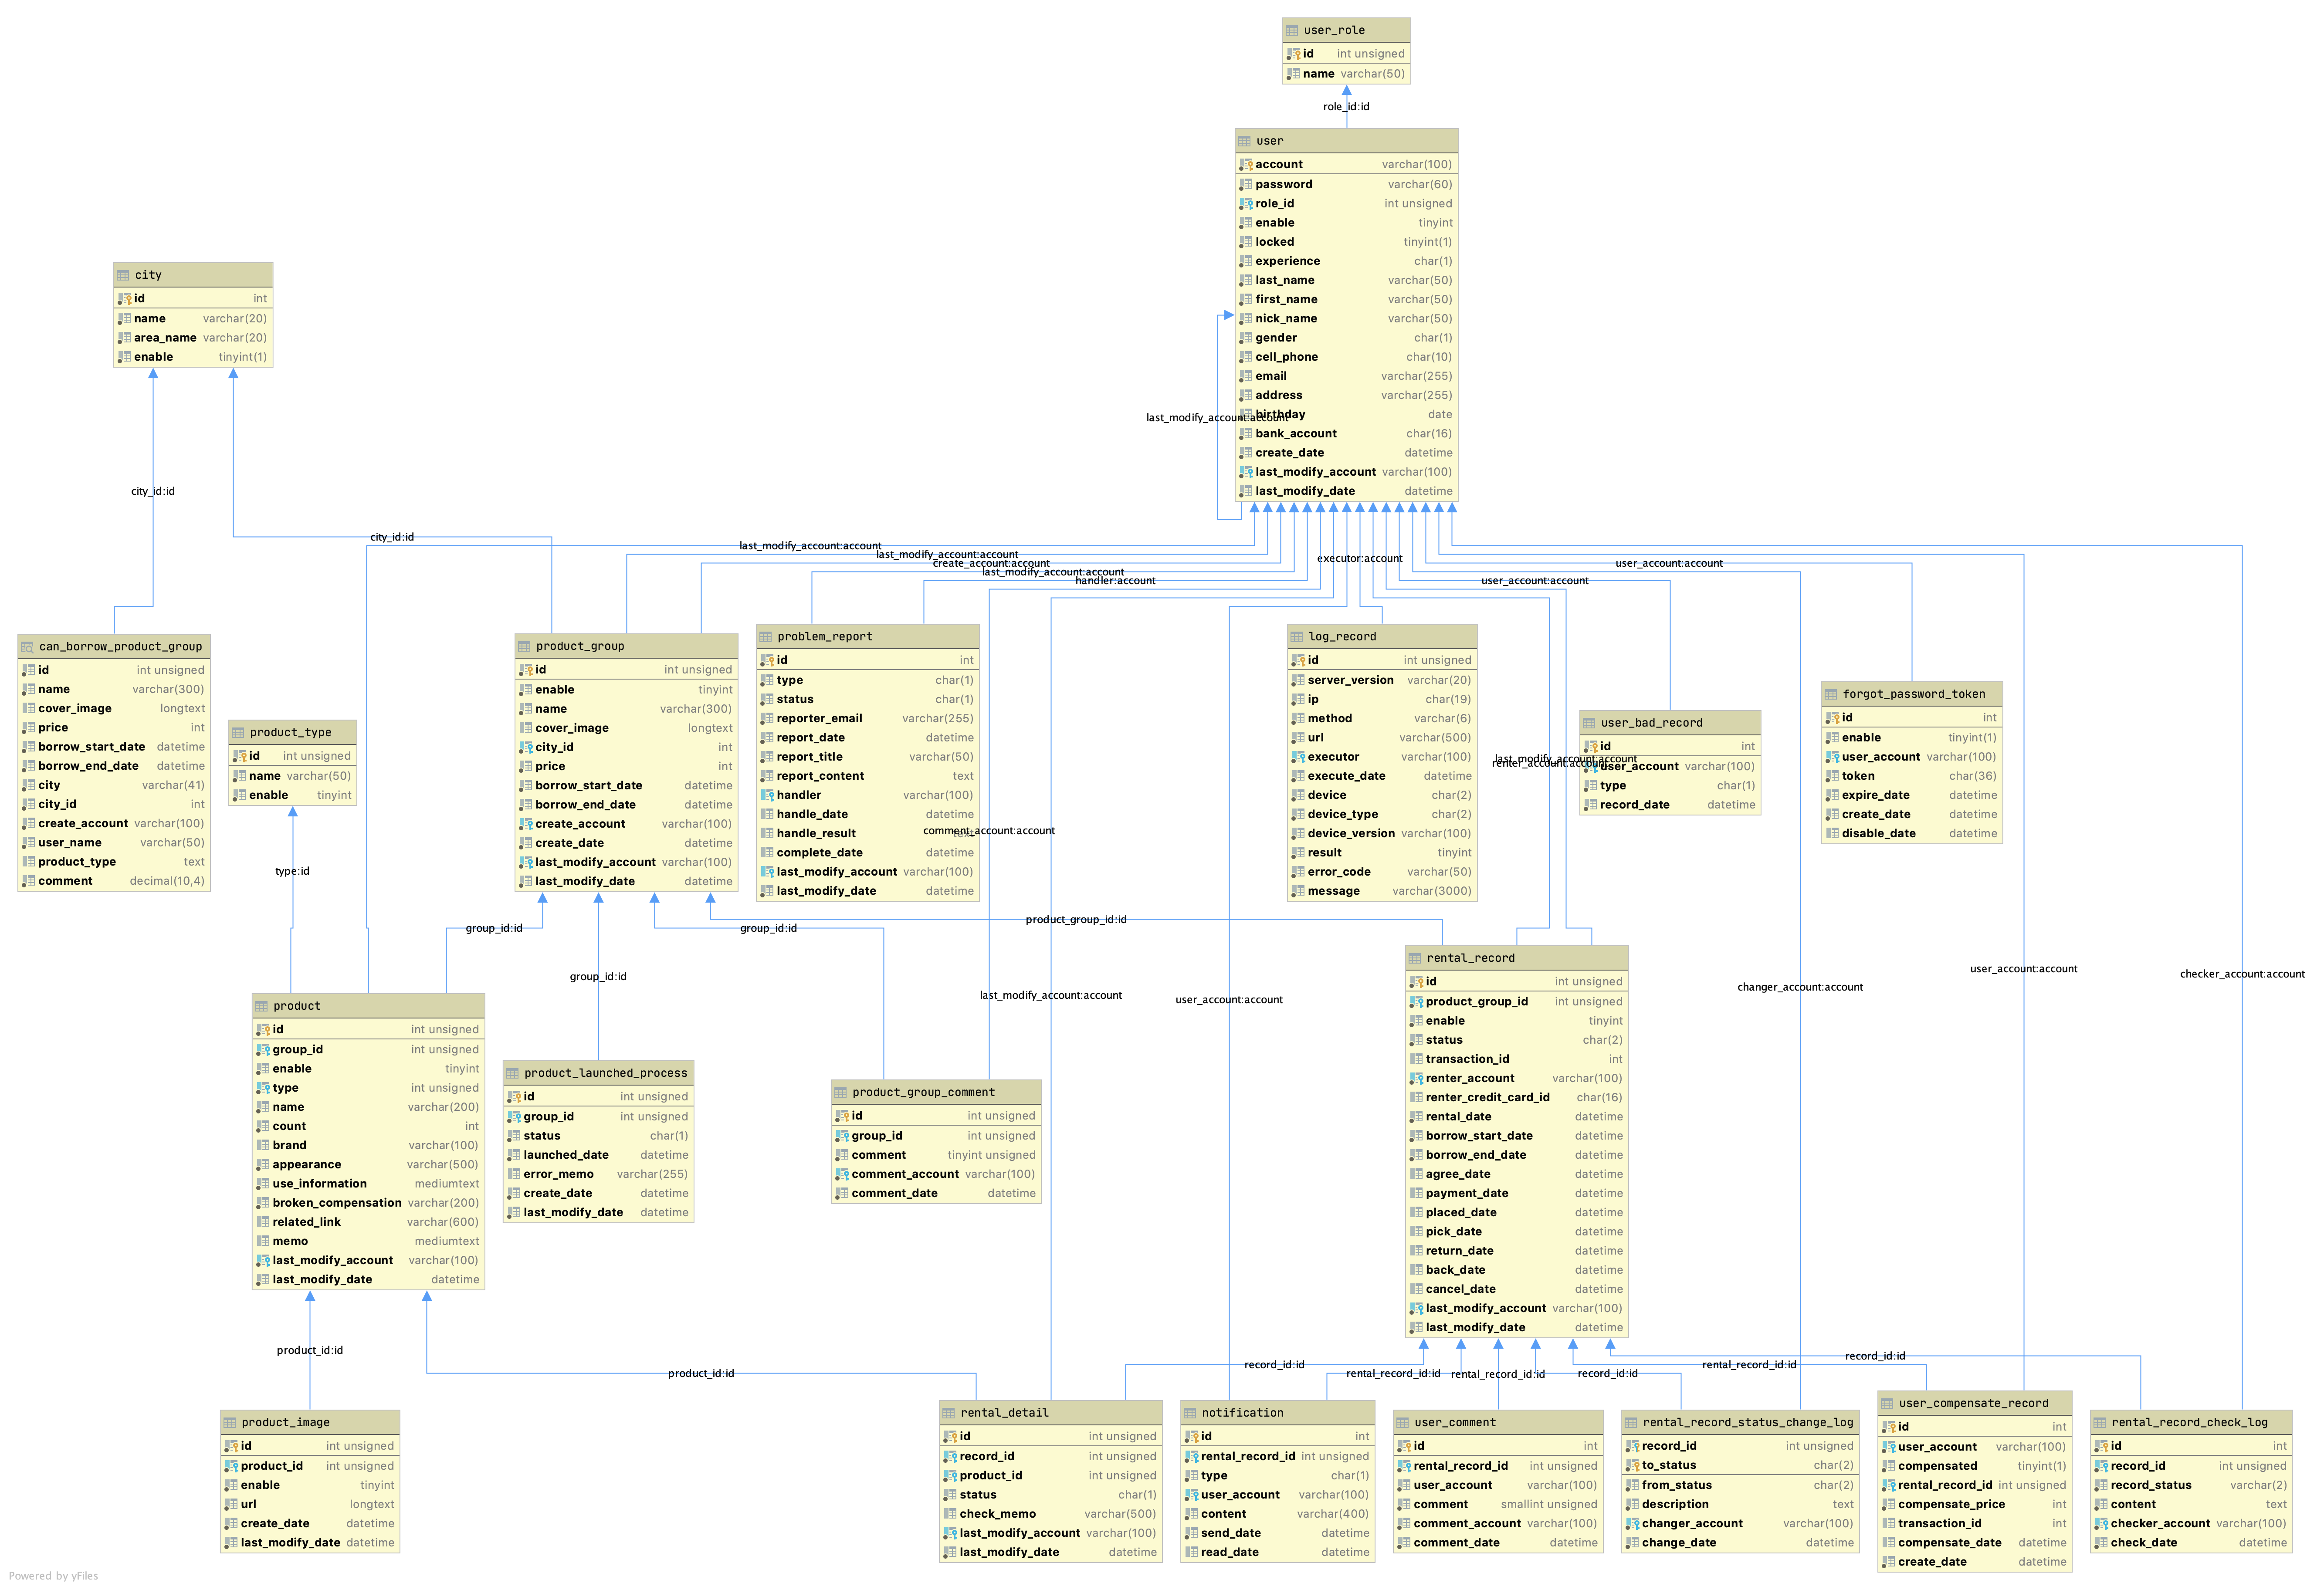 user_role
id int unsigned
name varchar(50)
role_id:id
user
account varchar(100)
password varchar(60)
role_id int unsigned
enable tinyint
locked tinyint(1)
experience char(1)
last_name varchar(50)
first_name varchar(50)
nick_name varchar(50)
gender char(1)
cell_phone char(10)
email varchar(255)
address varchar(255)
birthday date
bank_account char(16)
create_date datetime
last_modify_account varchar(100)
last_modify_date datetime
last_modify_account:account
city
id int
name varchar(20)
area_name varchar(20)
enable tinyint(1)
city_id:id
city_id:id
last_modify_account:account
last_modify_account:account
create_account:account
last_modify_account:account
handler:account
executor:account
user_account:account
user_account:account
can_borrow_product_group
id int unsigned
name varchar(300)
cover_image longtext
price int
borrow_start_date datetime
borrow_end_date datetime
city varchar(41)
city_id int
create_account varchar(100)
user_name varchar(50)
product_type text
comment decimal(10,4)
product_type
id int unsigned
name varchar(50)
enable tinyint
type:id
product_group
id int unsigned
enable tinyint
name varchar(300)
cover_image longtext
city_id int
price int
borrow_start_date datetime
borrow_end_date datetime
create_account varchar(100)
create_date datetime
last_modify_account varchar(100)
last_modify_date datetime
problem_report
id int
type char(1)
status char(1)
reporter_email varchar(255)
report_date datetime
report_title varchar(50)
report_content text
handler varchar(100)
handle_date datetime
handle_result text
complete_date datetime
last_modify_account varchar(100)
last_modify_date datetime
comment_account:account
log_record
id int unsigned
server_version varchar(20)
ip char(19)
method varchar(6)
url varchar(500)
executor varchar(100)
execute_date datetime
device char(2)
device_type char(2)
device_version varchar(100)
result tinyint
error_code varchar(50)
message varchar(3000)
last_modify_account:account
renter_account:account
user_bad_record
id int
user_account varchar(100)
type char(1)
record_date datetime
forgot_password_token
id int
enable tinyint(1)
user_account varchar(100)
token char(36)
expire_date datetime
create_date datetime
disable_date datetime
group_id:id
group_id:id
group_id:id
product_group_id:id
last_modify_account:account
user_account:account
changer_account:account
user_account:account
checker_account:account
product
id int unsigned
group_id int unsigned
enable tinyint
type int unsigned
name varchar(200)
count int
brand varchar(100)
appearance varchar(500)
use_information mediumtext
broken_compensation varchar(200)
related_link varchar(600)
memo mediumtext
last_modify_account varchar(100)
last_modify_date datetime
product_launched_process
id int unsigned
group_id int unsigned
status char(1)
launched_date datetime
error_memo varchar(255)
create_date datetime
last_modify_date datetime
product_group_comment
id int unsigned
group_id int unsigned
comment tinyint unsigned
comment_account varchar(100)
comment_date datetime
rental_record
id int unsigned
product_group_id int unsigned
enable tinyint
status char(2)
transaction_id int
renter_account varchar(100)
renter_credit_card_id char(16)
rental_date datetime
borrow_start_date datetime
borrow_end_date datetime
agree_date datetime
payment_date datetime
placed_date datetime
pick_date datetime
return_date datetime
back_date datetime
cancel_date datetime
last_modify_account varchar(100)
last_modify_date datetime
product_id:id
product_id:id
record_id:id
rental_record_id:id
rental_record_id:id
record_id:id
rental_record_id:id
record_id:id
product_image
id int unsigned
product_id int unsigned
enable tinyint
url longtext
create_date datetime
last_modify_date datetime
rental_detail
id int unsigned
record_id int unsigned
product_id int unsigned
status char(1)
check_memo varchar(500)
last_modify_account varchar(100)
last_modify_date datetime
notification
id int
rental_record_id int unsigned
type char(1)
user_account varchar(100)
content varchar(400)
send_date datetime
read_date datetime
user_comment
id int
rental_record_id int unsigned
user_account varchar(100)
comment smallint unsigned
comment_account varchar(100)
comment_date datetime
rental_record_status_change_log
record_id int unsigned
to_status char(2)
from_status char(2)
description text
changer_account varchar(100)
change_date datetime
user_compensate_record
id int
user_account varchar(100)
compensated tinyint(1)
rental_record_id int unsigned
compensate_price int
transaction_id int
compensate_date datetime
create_date datetime
rental_record_check_log
id int
record_id int unsigned
record_status varchar(2)
content text
checker_account varchar(100)
check_date datetime
Powered by yFiles